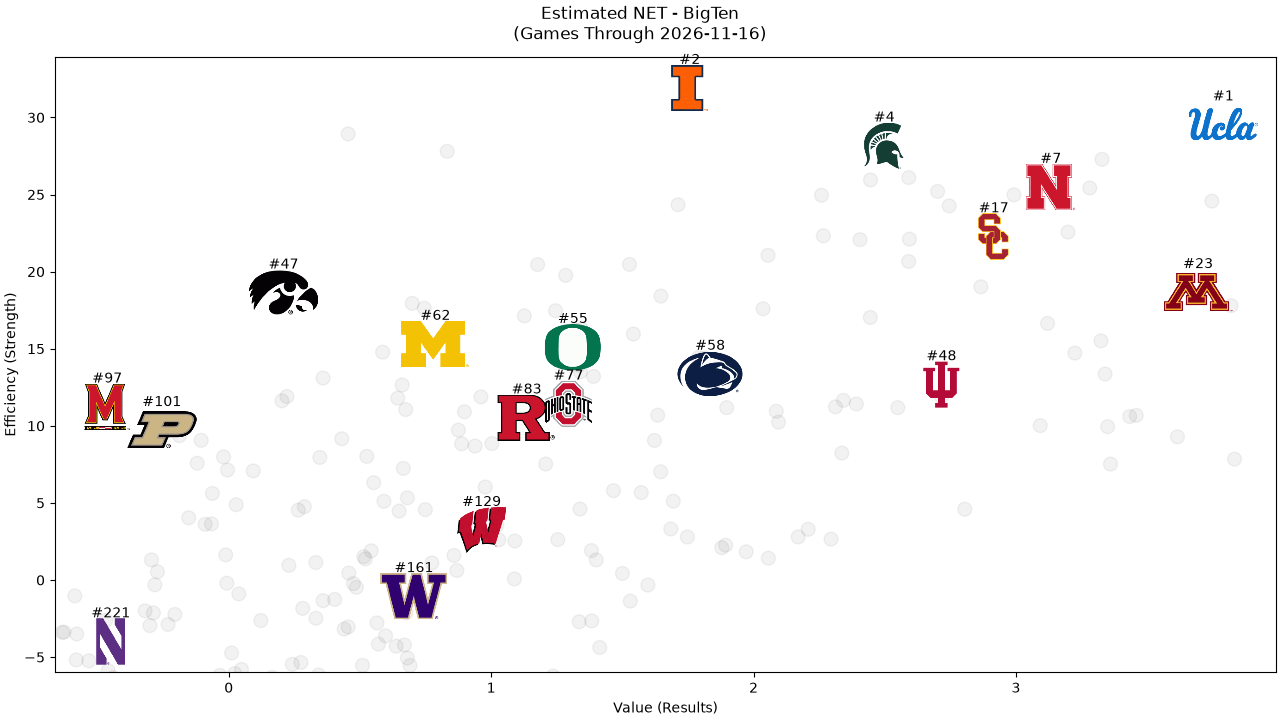 Estimated NET - BigTen
(Games Through 2026-11-16)
Efficiency (Strength)
30
25
20
15
10
5
0
−5
#2
#1
Ucla
#4
#7
N
#17
SC
#23
M
#47
#62
M
#55
O
#58
#48
#97
M
#101
P
#83
R
#77
OHIO STATE
#129
W
#161
W
#221
N
I
0
1
2
3
Value (Results)